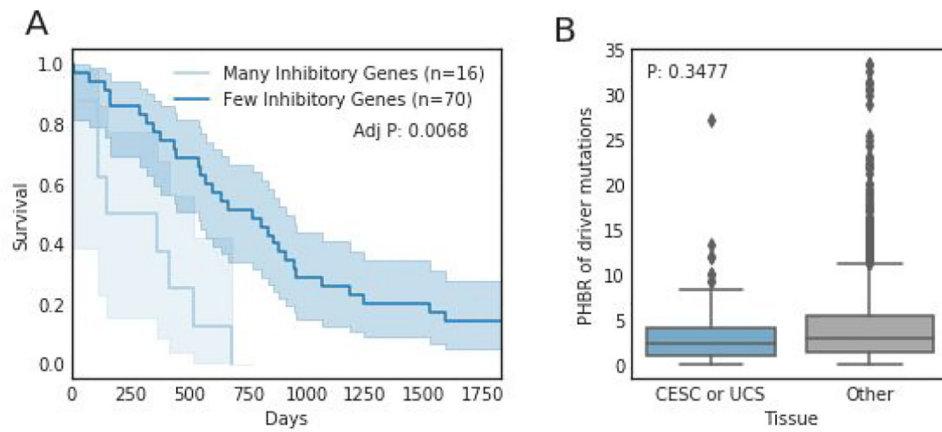 A
Many Inhibitory Genes (n=16)
Few Inhibitory Genes (n=70)
Adj P: 0.0068
1.0
0.8
0.6
0.4
0.2
0.0
Survival
0 250 500 750 1000 1250 1500 1750
Days
B
P: 0.3477
35
30
25
20
15
10
5
0
PHBR of driver mutations
CESC or UCS Other
Tissue